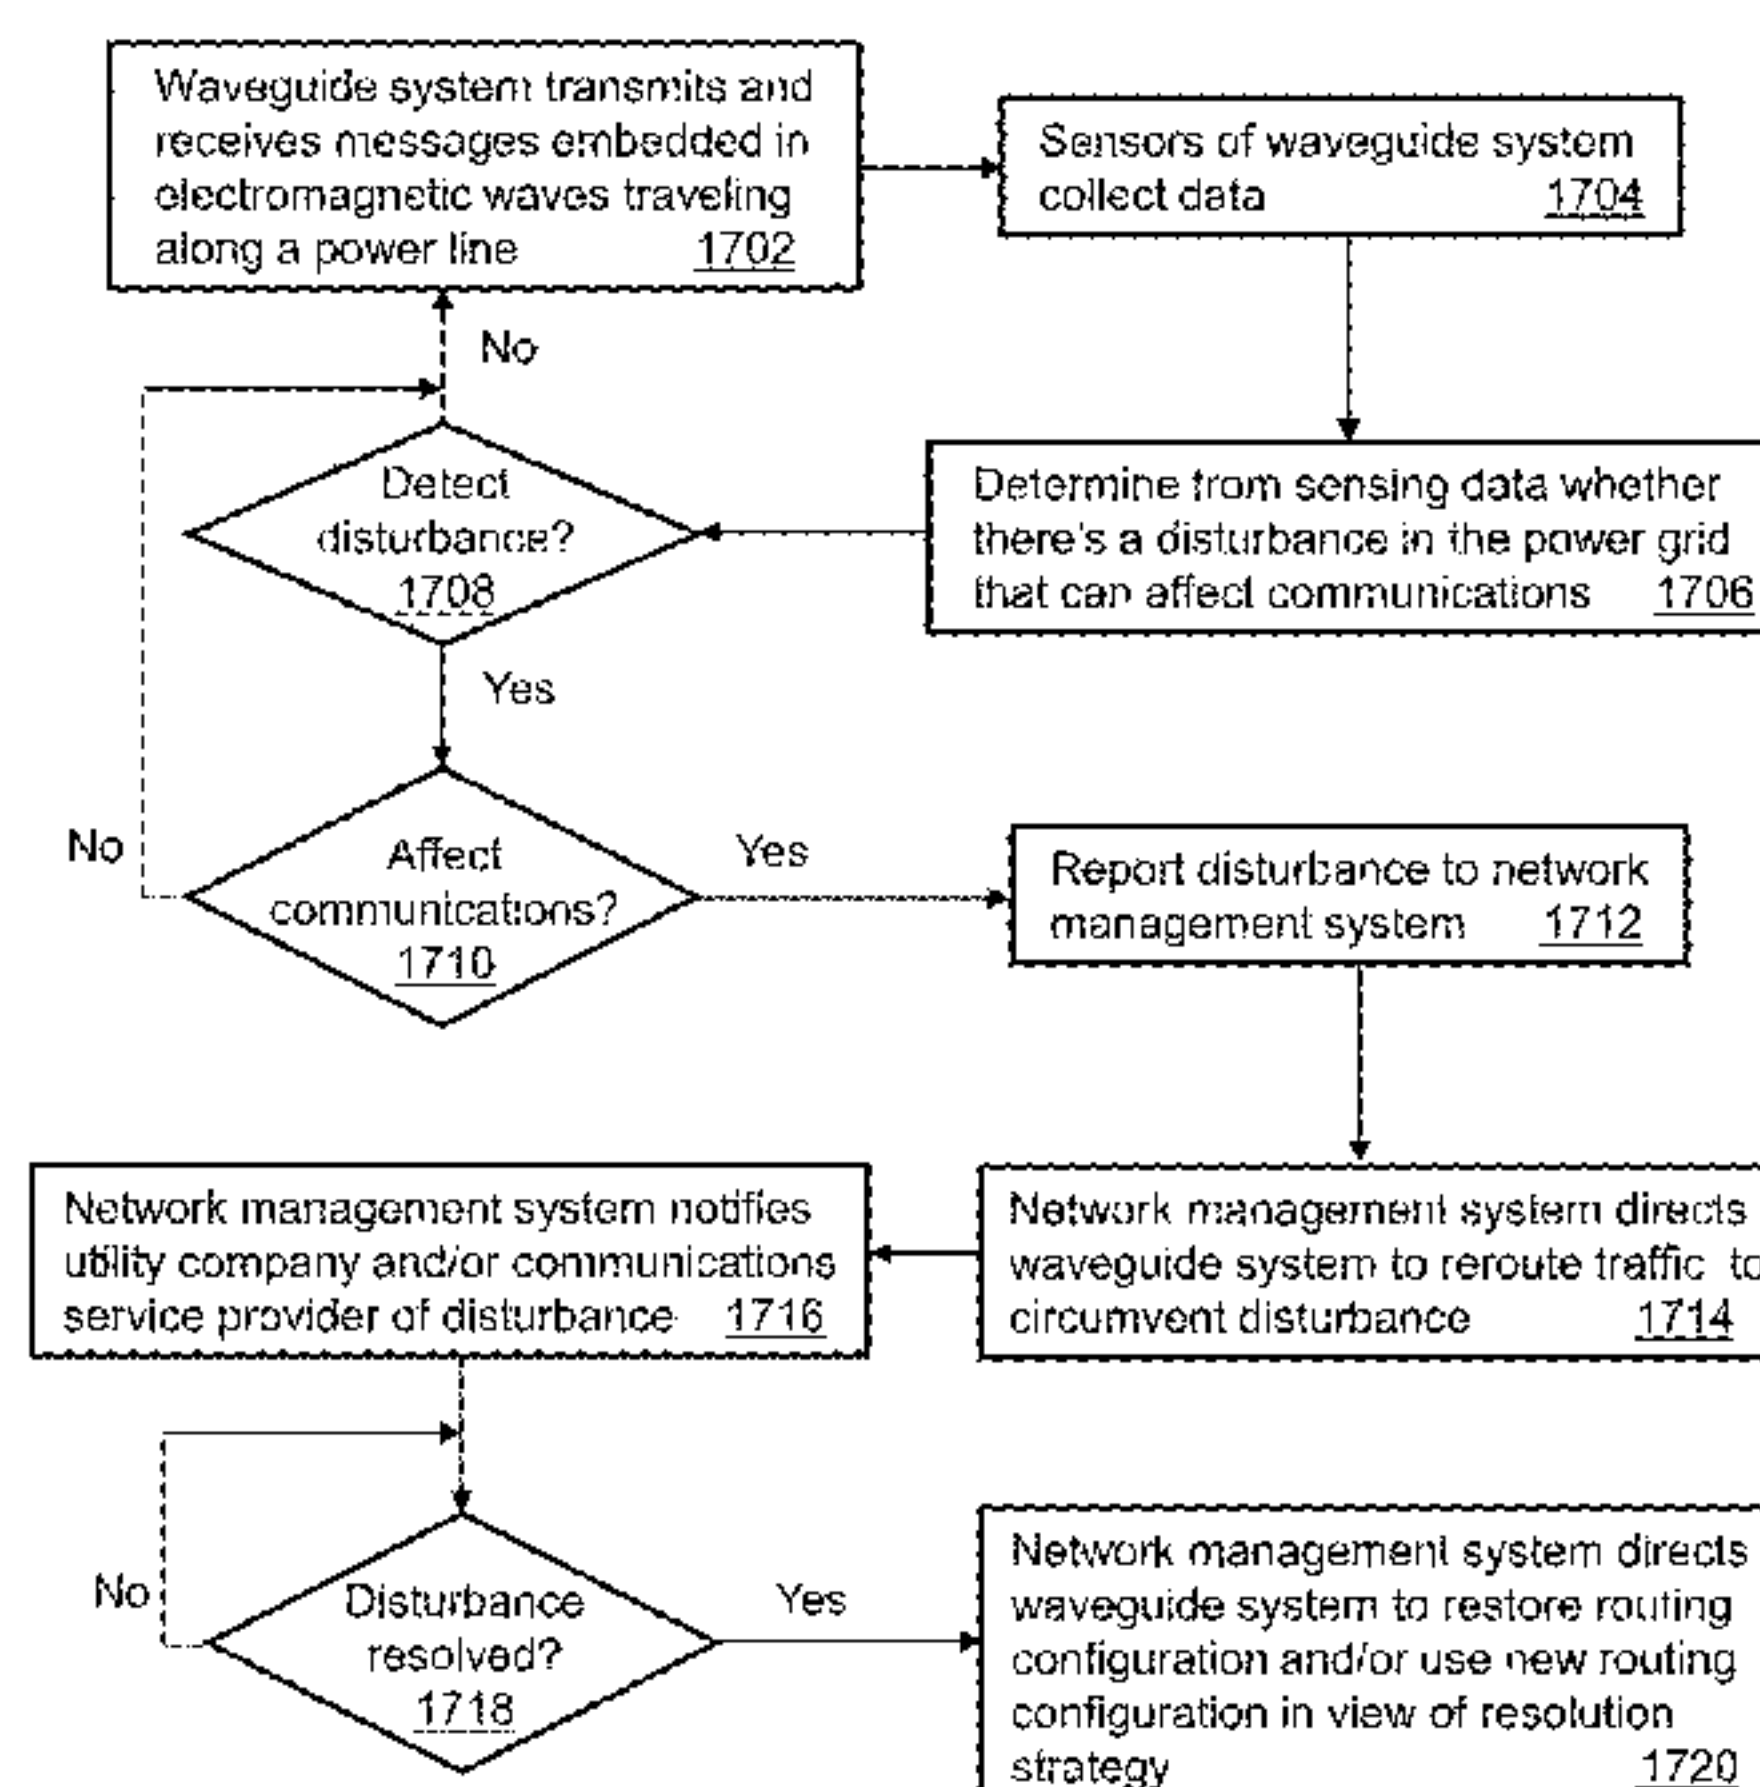 Waveguide system transmits and
receives messages embedded in
electromagnetic waves traveling
along a power line 1702
Sensors of waveguide system
collect data 1704
No
Detect
disturbance?
1708
Determine from sensing data whether
there's a disturbance in the power grid
that can affect communications 1706
Yes
No
Affect
communications?
1710
Yes
Report disturbance to network
management system 1712
Network management system notifies
utility company and/or communications
service provider of disturbance 1716
Network management system directs
waveguide system to reroute traffic to
circumvent disturbance 1714
No
Disturbance
resolved?
1718
Yes
Network management system directs
waveguide system to restore routing
configuration and/or use new routing
configuration in view of resolution
strategy 1720